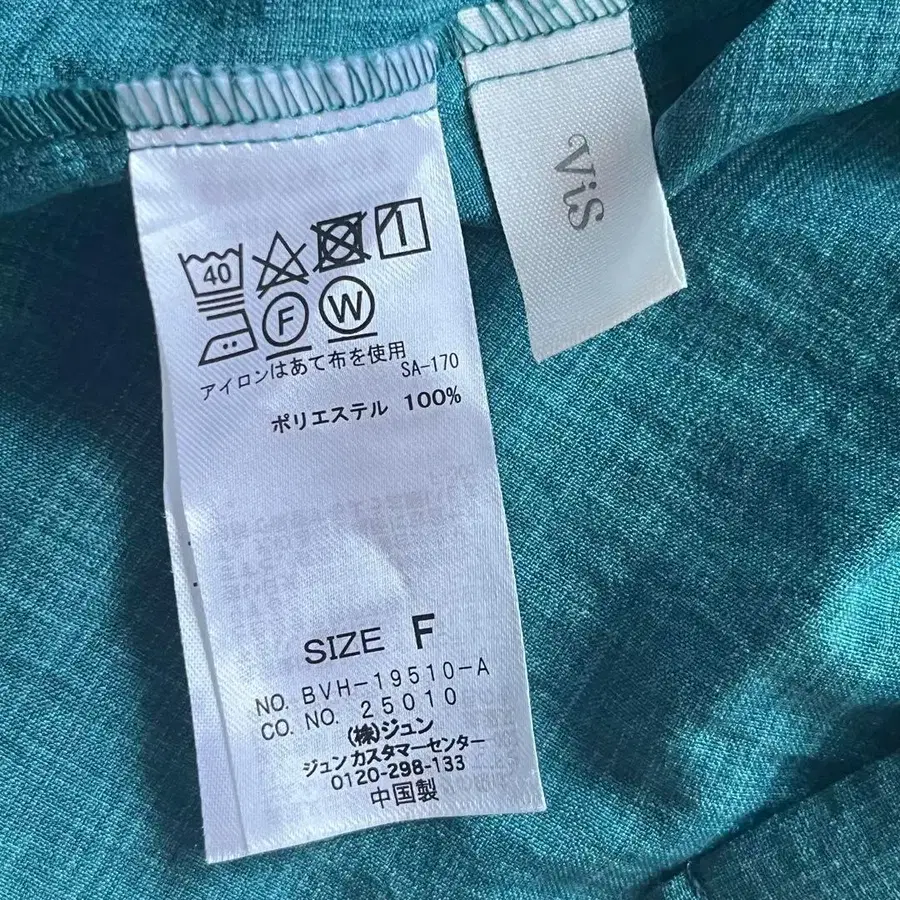 ViS
40
F W
アイロンはあて布を使用
SA-170
ポリエステル 100%
SIZE F
NO. BVH-19510-A
CO. NO. 25010
(株)ジュン
ジュン カスタマーセンター
0120-298-133
中国製